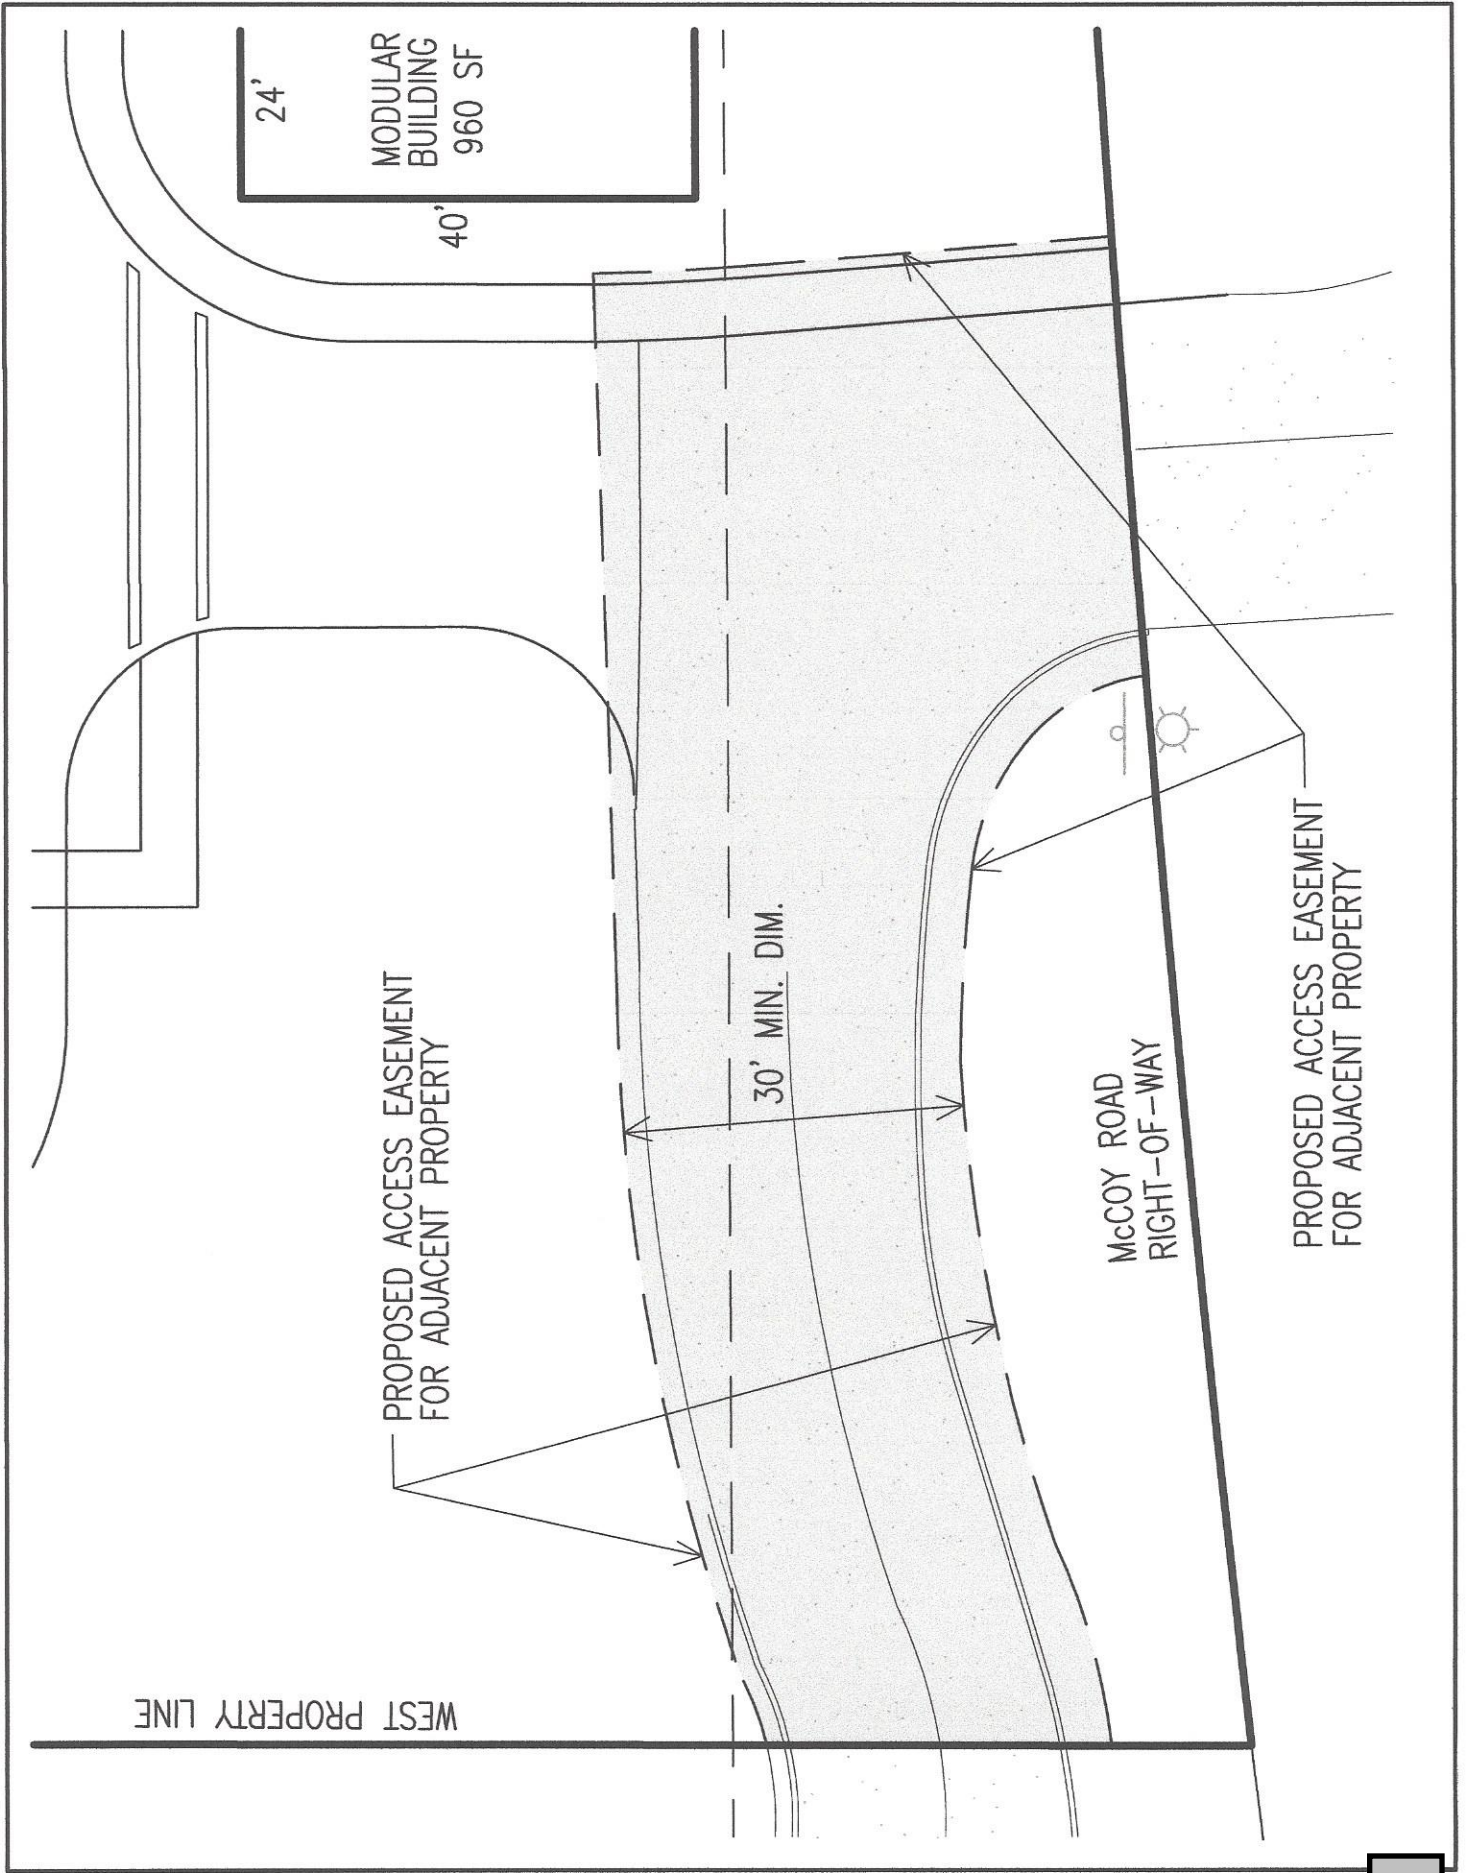 WEST PROPERTY LINE
PROPOSED ACCESS EASEMENT
FOR ADJACENT PROPERTY
24'
MODULAR
BUILDING
960 SF
40'
30' MIN. DIM.
McCOY ROAD
RIGHT-OF-WAY
PROPOSED ACCESS EASEMENT
FOR ADJACENT PROPERTY